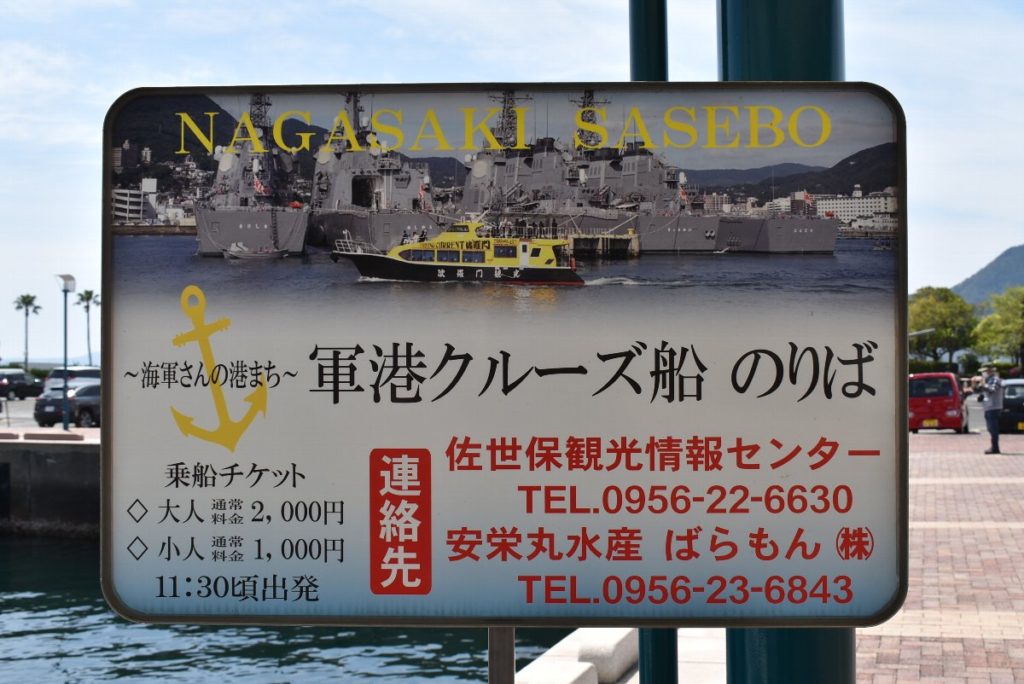 NAGASAKI SASEBO
～海軍さんの港まち～
軍港クルーズ船 のりば
乗船チケット
◇ 大人 通常料金 2,000円
◇ 小人 通常料金 1,000円
11:30頃出発
連絡先
佐世保観光情報センター
TEL.0956-22-6630
安栄丸水産 ばらもん ㈱
TEL.0956-23-6843